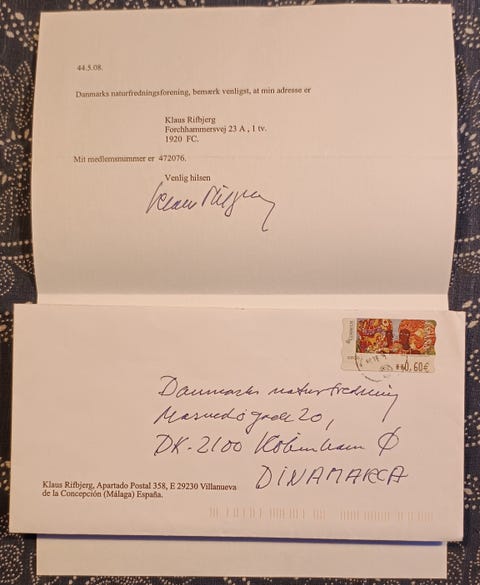 44.5.08.
Danmarks naturfredningsforening, bemærk venligst, at min adresse er
Klaus Rifbjerg
Forchhammersvej 23 A , 1 tv.
1920 FC.
Mit medlemsnummer er 472076.
Venlig hilsen
Klaus Rifbjerg
0,60€
Danmarks naturfredning
Masnedøgade 20,
DK-2100 København Ø
DINAMARCA
Klaus Rifbjerg, Apartado Postal 358, E 29230 Villanueva
de la Concepción (Málaga) España.